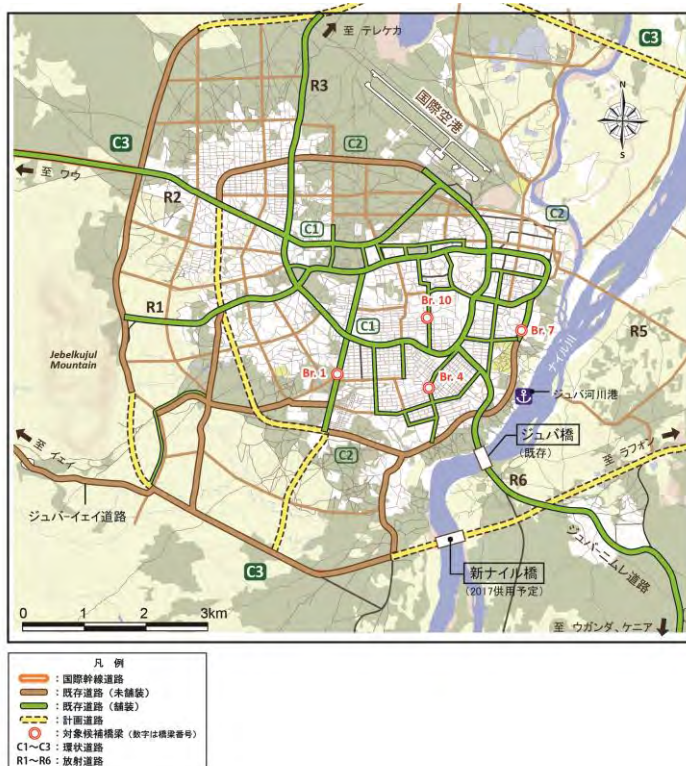 至 テレケカ
C3
R3
国際空港
N
S
C3
C2
至 ワウ
R2
C1
C2
Br. 10
R1
C1
Br. 7
R5
ナイル川
Jebelkujul
Mountain
Br. 1
Br. 4
ジュバ河川港
ジュバ橋
(既存)
至 イェイ
C2
至 ラフォン
R6
ジュバ-イェイ道路
ジュバ-ニムレ道路
C3
新ナイル橋
(2017供用予定)
0 1 2 3km
至 ウガンダ、ケニア
凡 例
:国際幹線道路
:既存道路(未舗装)
:既存道路(舗装)
:計画道路
:対象候補橋梁(数字は橋梁番号)
C1~C3:環状道路
R1~R6:放射道路